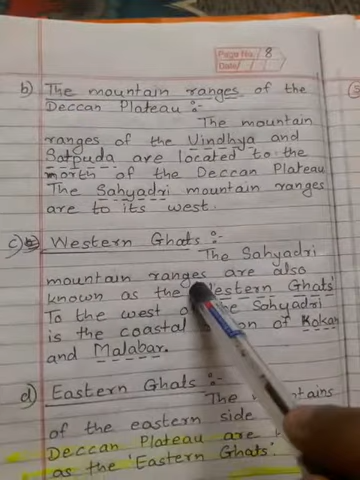 Page No. 8
Date / /
b) The mountain ranges of the
Deccan Plateau :-
The mountain
ranges of the Vindhya and
Satpuda are located to the
north of the Deccan Plateau
The Sahyadri mountain ranges
are to its west.
c) Western Ghats :-
The Sahyadri
mountain ranges are also
known as the 'Western Ghats'
To the west Sahyadri
is the coastal of Kokan
and Malabar.
d) Eastern Ghats :-
The
of the eastern side
Deccan Plateau are
as the 'Eastern Ghats'.